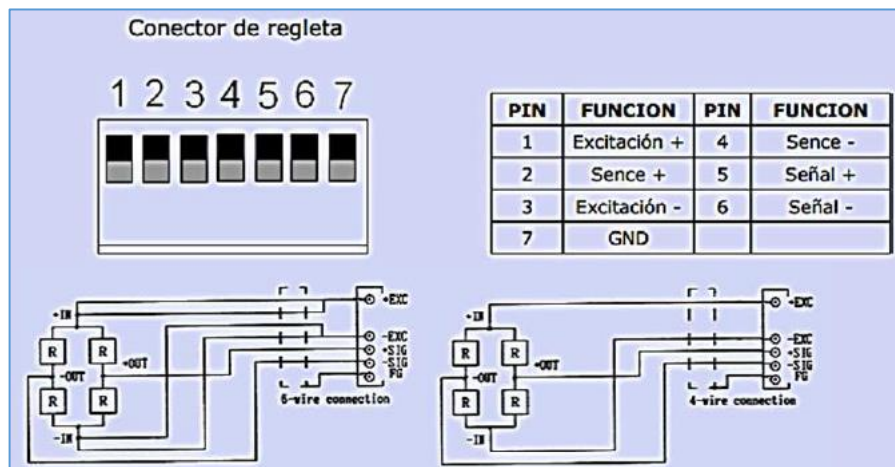 Conector de regleta
1 2 3 4 5 6 7
PIN FUNCION PIN FUNCION
1 Excitación + 4 Sence -
2 Sence + 5 Señal +
3 Excitación - 6 Señal -
7 GND
+IN
R R
-OUT +OUT
R R
-IN
+EXC
-EXC
+SIG
-SIG
FG
6-wire connection
+IN
R R
-OUT +OUT
R R
-IN
+EXC
-EXC
+SIG
-SIG
FG
4-wire connection